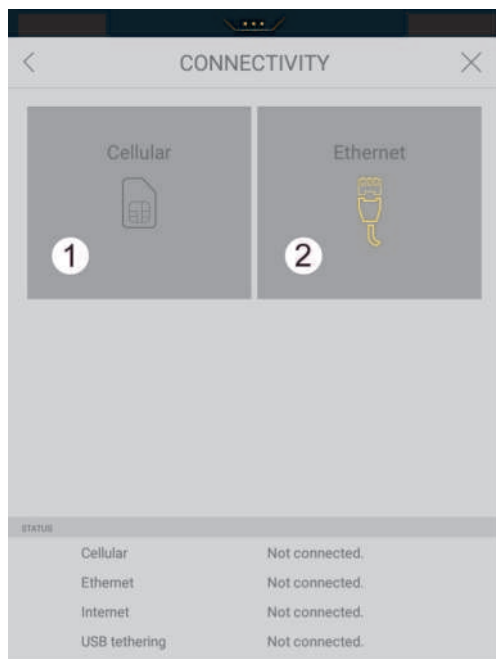 CONNECTIVITY
Cellular Ethernet
1 2
STATUS
Cellular Not connected.
Ethernet Not connected.
Internet Not connected.
USB tethering Not connected.